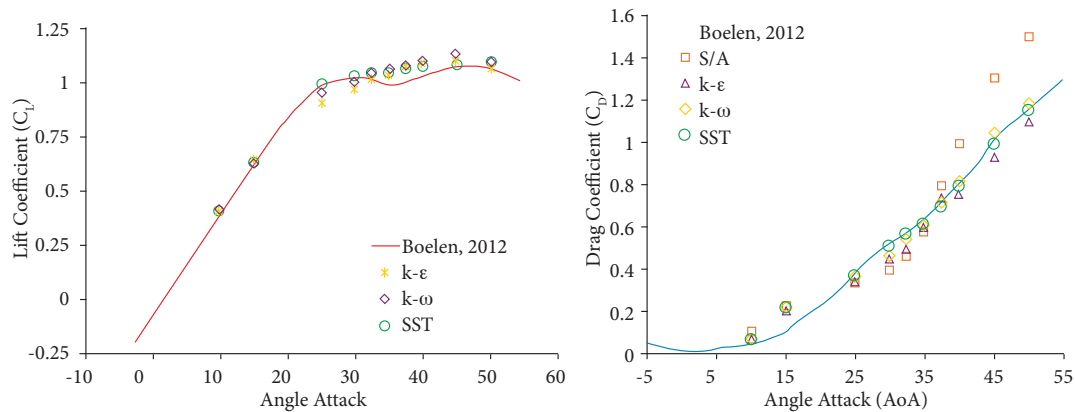 1.25
1
0.75
0.5
0.25
0
-0.25
-10
0
10
20
30
40
50
60
Lift Coefficient (C_L)
Angle Attack
Boelen, 2012
k-ε
k-ω
SST
1.6
1.4
1.2
1
0.8
0.6
0.4
0.2
0
-5
5
15
25
35
45
55
Drag Coefficient (C_D)
Angle Attack (AoA)
Boelen, 2012
S/A
k-ε
k-ω
SST